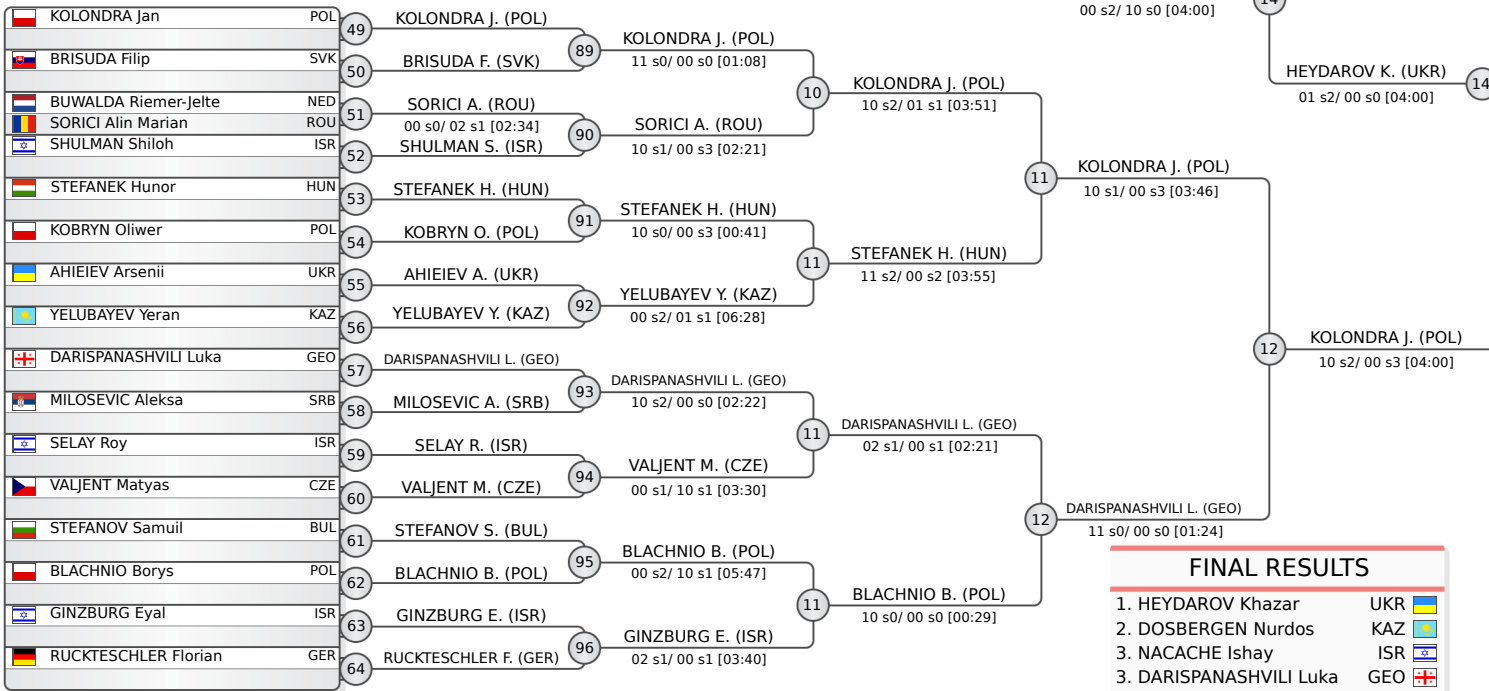 KOLONDRA Jan POL
BRISUDA Filip SVK
BUWALDA Riemer-Jelte NED
SORICI Alin Marian ROU
SHULMAN Shiloh ISR
STEFANEK Hunor HUN
KOBRYN Oliwer POL
AHIEIEV Arsenii UKR
YELUBAYEV Yeran KAZ
DARISPANASHVILI Luka GEO
MILOSEVIC Aleksa SRB
SELAY Roy ISR
VALJENT Matyas CZE
STEFANOV Samuil BUL
BLACHNIO Borys POL
GINZBURG Eyal ISR
RUCKTESCHLER Florian GER
49
50
51
52
53
54
55
56
57
58
59
60
61
62
63
64
KOLONDRA J. (POL)
BRISUDA F. (SVK)
SORICI A. (ROU)
00 s0/ 02 s1 [02:34]
SHULMAN S. (ISR)
STEFANEK H. (HUN)
KOBRYN O. (POL)
AHIEIEV A. (UKR)
YELUBAYEV Y. (KAZ)
DARISPANASHVILI L. (GEO)
MILOSEVIC A. (SRB)
SELAY R. (ISR)
VALJENT M. (CZE)
STEFANOV S. (BUL)
BLACHNIO B. (POL)
GINZBURG E. (ISR)
RUCKTESCHLER F. (GER)
89
90
91
92
93
94
95
96
KOLONDRA J. (POL)
11 s0/ 00 s0 [01:08]
SORICI A. (ROU)
10 s1/ 00 s3 [02:21]
STEFANEK H. (HUN)
10 s0/ 00 s3 [00:41]
YELUBAYEV Y. (KAZ)
00 s2/ 01 s1 [06:28]
DARISPANASHVILI L. (GEO)
10 s2/ 00 s0 [02:22]
VALJENT M. (CZE)
00 s1/ 10 s1 [03:30]
BLACHNIO B. (POL)
00 s2/ 10 s1 [05:47]
GINZBURG E. (ISR)
02 s1/ 00 s1 [03:40]
10
11
11
11
KOLONDRA J. (POL)
10 s2/ 01 s1 [03:51]
STEFANEK H. (HUN)
11 s2/ 00 s2 [03:55]
DARISPANASHVILI L. (GEO)
02 s1/ 00 s1 [02:21]
BLACHNIO B. (POL)
10 s0/ 00 s0 [00:29]
11
12
00 s2/ 10 s0 [04:00]
KOLONDRA J. (POL)
10 s1/ 00 s3 [03:46]
DARISPANASHVILI L. (GEO)
11 s0/ 00 s0 [01:24]
12
HEYDAROV K. (UKR)
01 s2/ 00 s0 [04:00]
14
KOLONDRA J. (POL)
10 s2/ 00 s3 [04:00]
FINAL RESULTS
1. HEYDAROV Khazar UKR
2. DOSBERGEN Nurdos KAZ
3. NACACHE Ishay ISR
3. DARISPANASHVILI Luka GEO